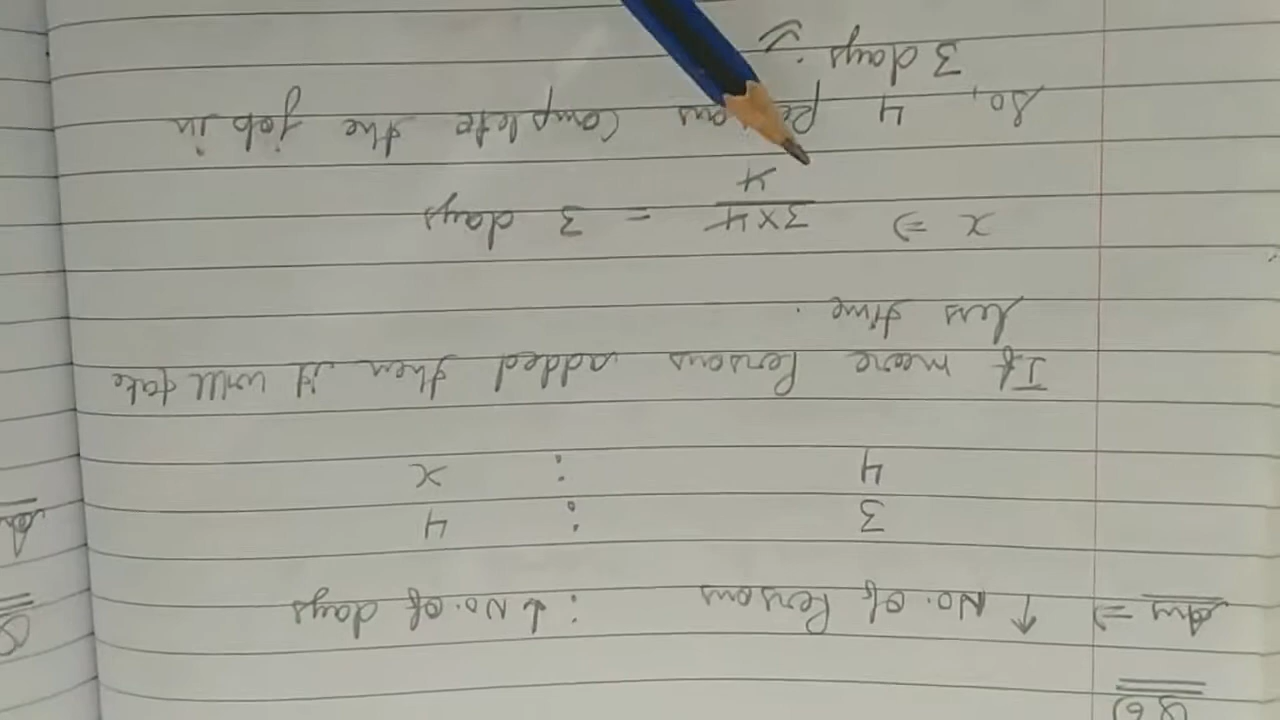 Q6)
Ans ⇒ ↑ No. of Persons : ↓ No. of days
3 : 4
4 : x
If more Persons added then it will take
less time.
x ⇒ 3×4/4 = 3 days
So, 4 Persons complete the job in
3 days.